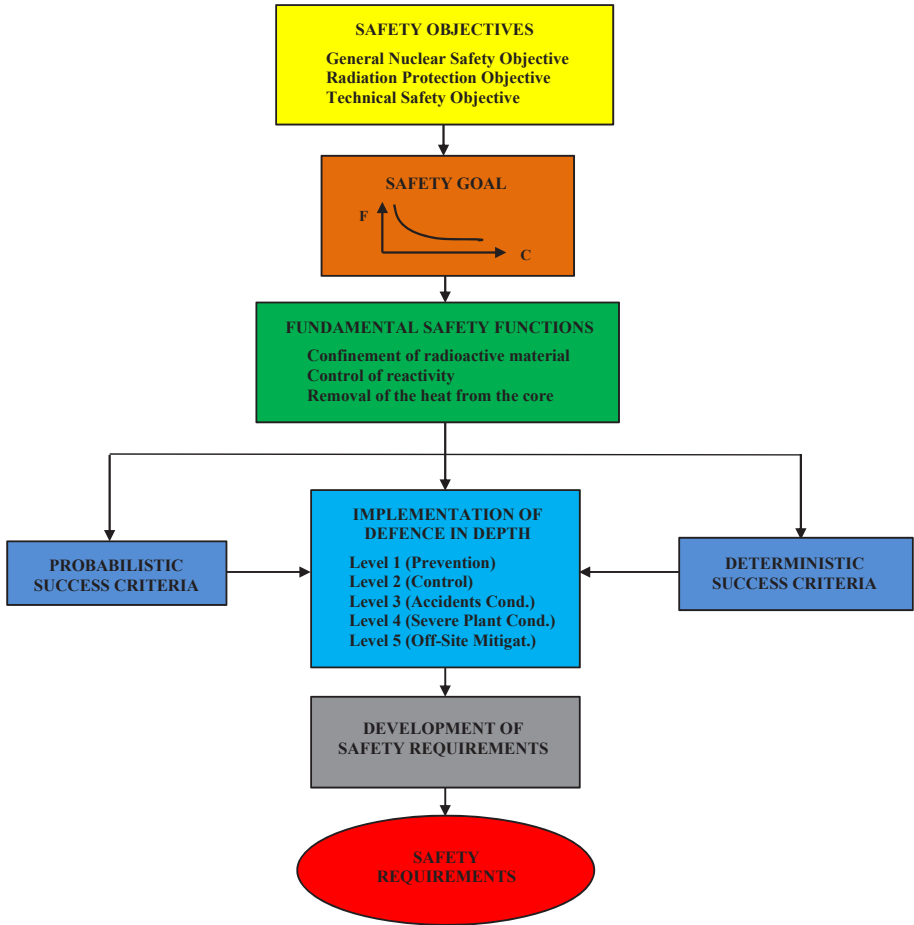 SAFETY OBJECTIVES
General Nuclear Safety Objective
Radiation Protection Objective
Technical Safety Objective
SAFETY GOAL
F
C
FUNDAMENTAL SAFETY FUNCTIONS
Confinement of radioactive material
Control of reactivity
Removal of the heat from the core
PROBABILISTIC
SUCCESS CRITERIA
IMPLEMENTATION OF
DEFENCE IN DEPTH
Level 1 (Prevention)
Level 2 (Control)
Level 3 (Accidents Cond.)
Level 4 (Severe Plant Cond.)
Level 5 (Off-Site Mitigat.)
DETERMINISTIC
SUCCESS CRITERIA
DEVELOPMENT OF
SAFETY REQUIREMENTS
SAFETY
REQUIREMENTS